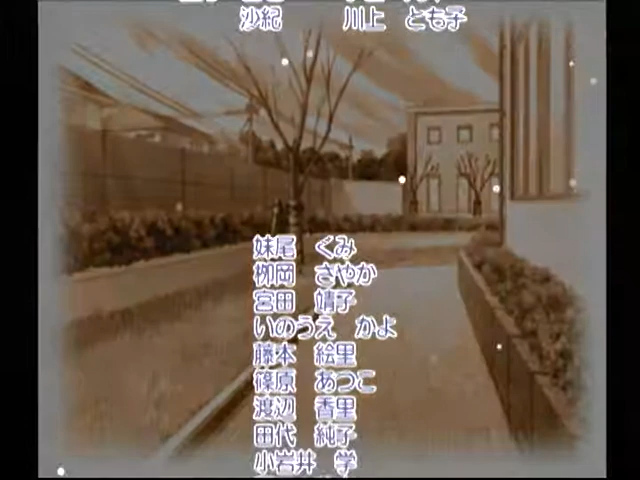 沙紀　川上　とも子
妹尾　ぐみ
柳岡　さやか
宮田　靖子
いのうえ　かよ
藤本　絵里
篠原　あつこ
渡辺　香里
田代　純子
小岩井　学